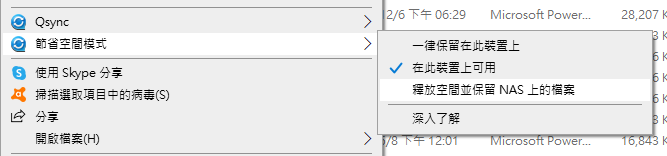 Qsync
節省空間模式
使用 Skype 分享
掃描選取項目中的病毒(S)
分享
開啟檔案(H)
一律保留在此裝置上
在此裝置上可用
釋放空間並保留 NAS 上的檔案
深入了解
12/6 下午 06:29 Microsoft Power... 28,207 K
/8 下午 12:01 Microsoft Power... 16,843 K